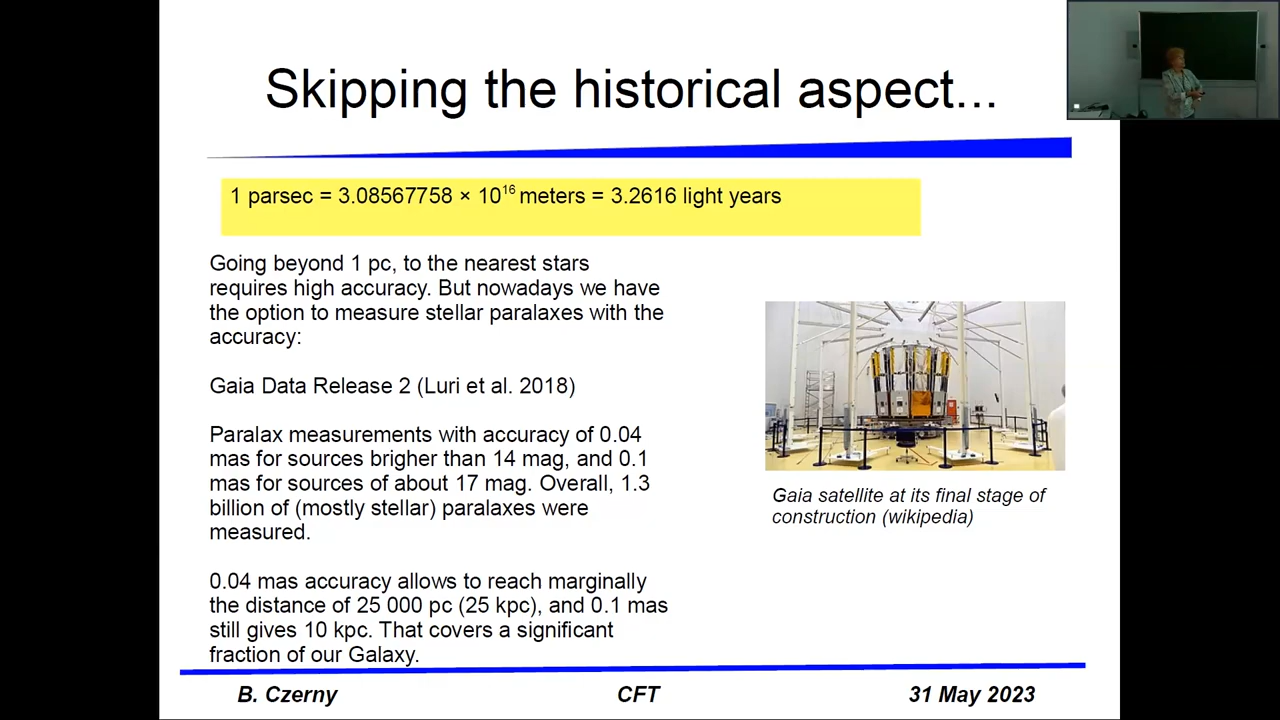 Skipping the historical aspect...
1 parsec = 3.08567758 × 10¹⁶ meters = 3.2616 light years
Going beyond 1 pc, to the nearest stars
requires high accuracy. But nowadays we have
the option to measure stellar paralaxes with the
accuracy:
Gaia Data Release 2 (Luri et al. 2018)
Paralax measurements with accuracy of 0.04
mas for sources brigher than 14 mag, and 0.1
mas for sources of about 17 mag. Overall, 1.3
billion of (mostly stellar) paralaxes were
measured.
0.04 mas accuracy allows to reach marginally
the distance of 25 000 pc (25 kpc), and 0.1 mas
still gives 10 kpc. That covers a significant
fraction of our Galaxy.
Gaia satellite at its final stage of
construction (wikipedia)
B. Czerny CFT 31 May 2023